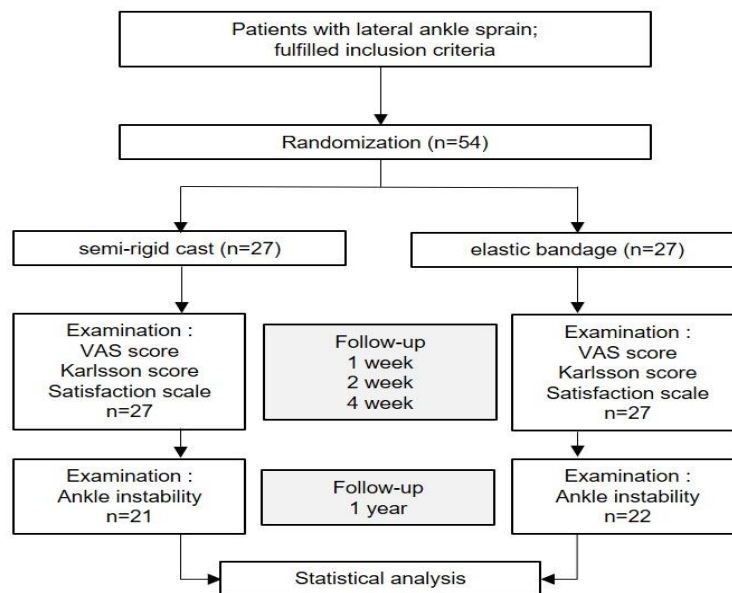 Patients with lateral ankle sprain;
fulfilled inclusion criteria
Randomization (n=54)
semi-rigid cast (n=27)
elastic bandage (n=27)
Examination :
VAS score
Karlsson score
Satisfaction scale
n=27
Follow-up
1 week
2 week
4 week
Examination :
VAS score
Karlsson score
Satisfaction scale
n=27
Examination :
Ankle instability
n=21
Follow-up
1 year
Examination :
Ankle instability
n=22
Statistical analysis